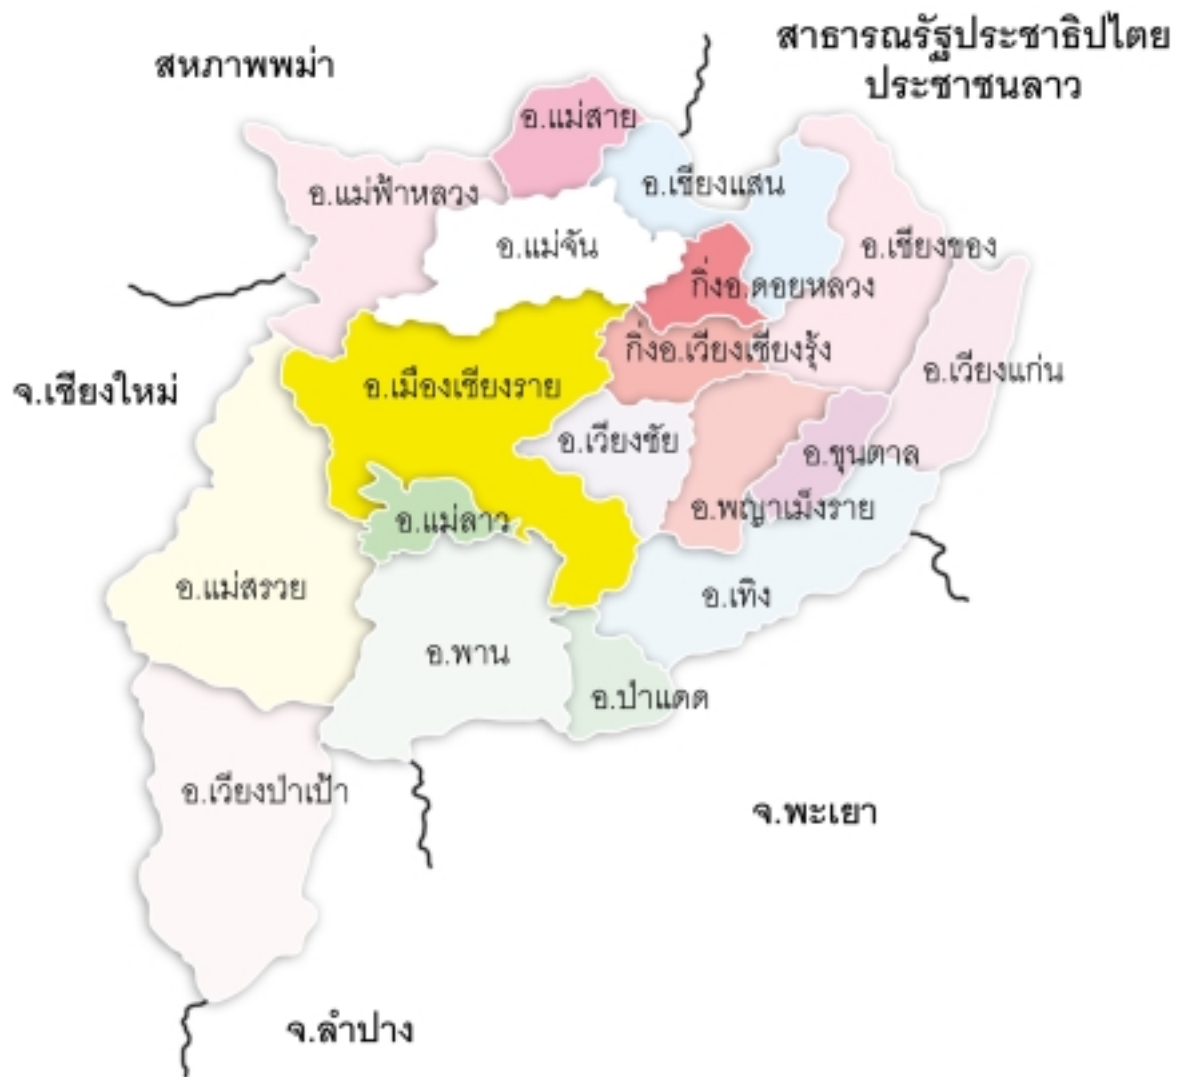 สาธารณรัฐประชาธิปไตย
ประชาชนลาว
สหภาพพม่า
อ.แม่สาย
อ.เชียงแสน
อ.แม่ฟ้าหลวง
อ.แม่จัน
อ.เชียงของ
กิ่งอ.ดอยหลวง
กิ่งอ.เวียงเชียงรุ้ง
อ.เวียงแก่น
จ.เชียงใหม่
อ.เมืองเชียงราย
อ.เวียงชัย
อ.ขุนตาล
อ.พญาเม็งราย
อ.แม่ลาว
อ.แม่สรวย
อ.เทิง
อ.พาน
อ.ป่าแดด
อ.เวียงป่าเป้า
จ.พะเยา
จ.ลำปาง